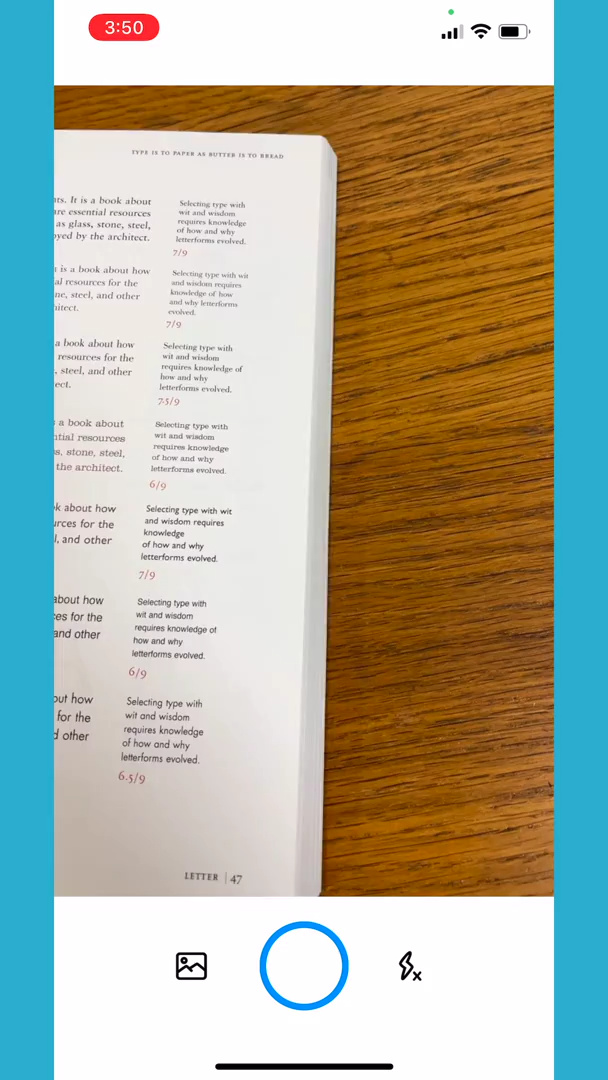 3:50
TYPE IS TO PAPER AS BUTTER IS TO BREAD
ts. It is a book about
re essential resources
as glass, stone, steel,
yed by the architect.
Selecting type with
wit and wisdom
requires knowledge
of how and why
letterforms evolved.
7/9
is a book about how
al resources for the
ne, steel, and other
itect.
Selecting type with wit
and wisdom requires
knowledge of how
and why letterforms
evolved.
7/9
a book about how
resources for the
, steel, and other
ect.
Selecting type with
wit and wisdom
requires knowledge of
how and why
letterforms evolved.
7.5/9
a book about
ntial resources
s, stone, steel,
the architect.
Selecting type with
wit and wisdom
requires knowledge
of how and why
letterforms evolved.
6/9
k about how
urces for the
l, and other
Selecting type with wit
and wisdom requires
knowledge
of how and why
letterforms evolved.
7/9
about how
es for the
and other
Selecting type with
wit and wisdom
requires knowledge of
how and why
letterforms evolved.
6/9
out how
for the
d other
Selecting type with
wit and wisdom
requires knowledge
of how and why
letterforms evolved.
6.5/9
LETTER | 47